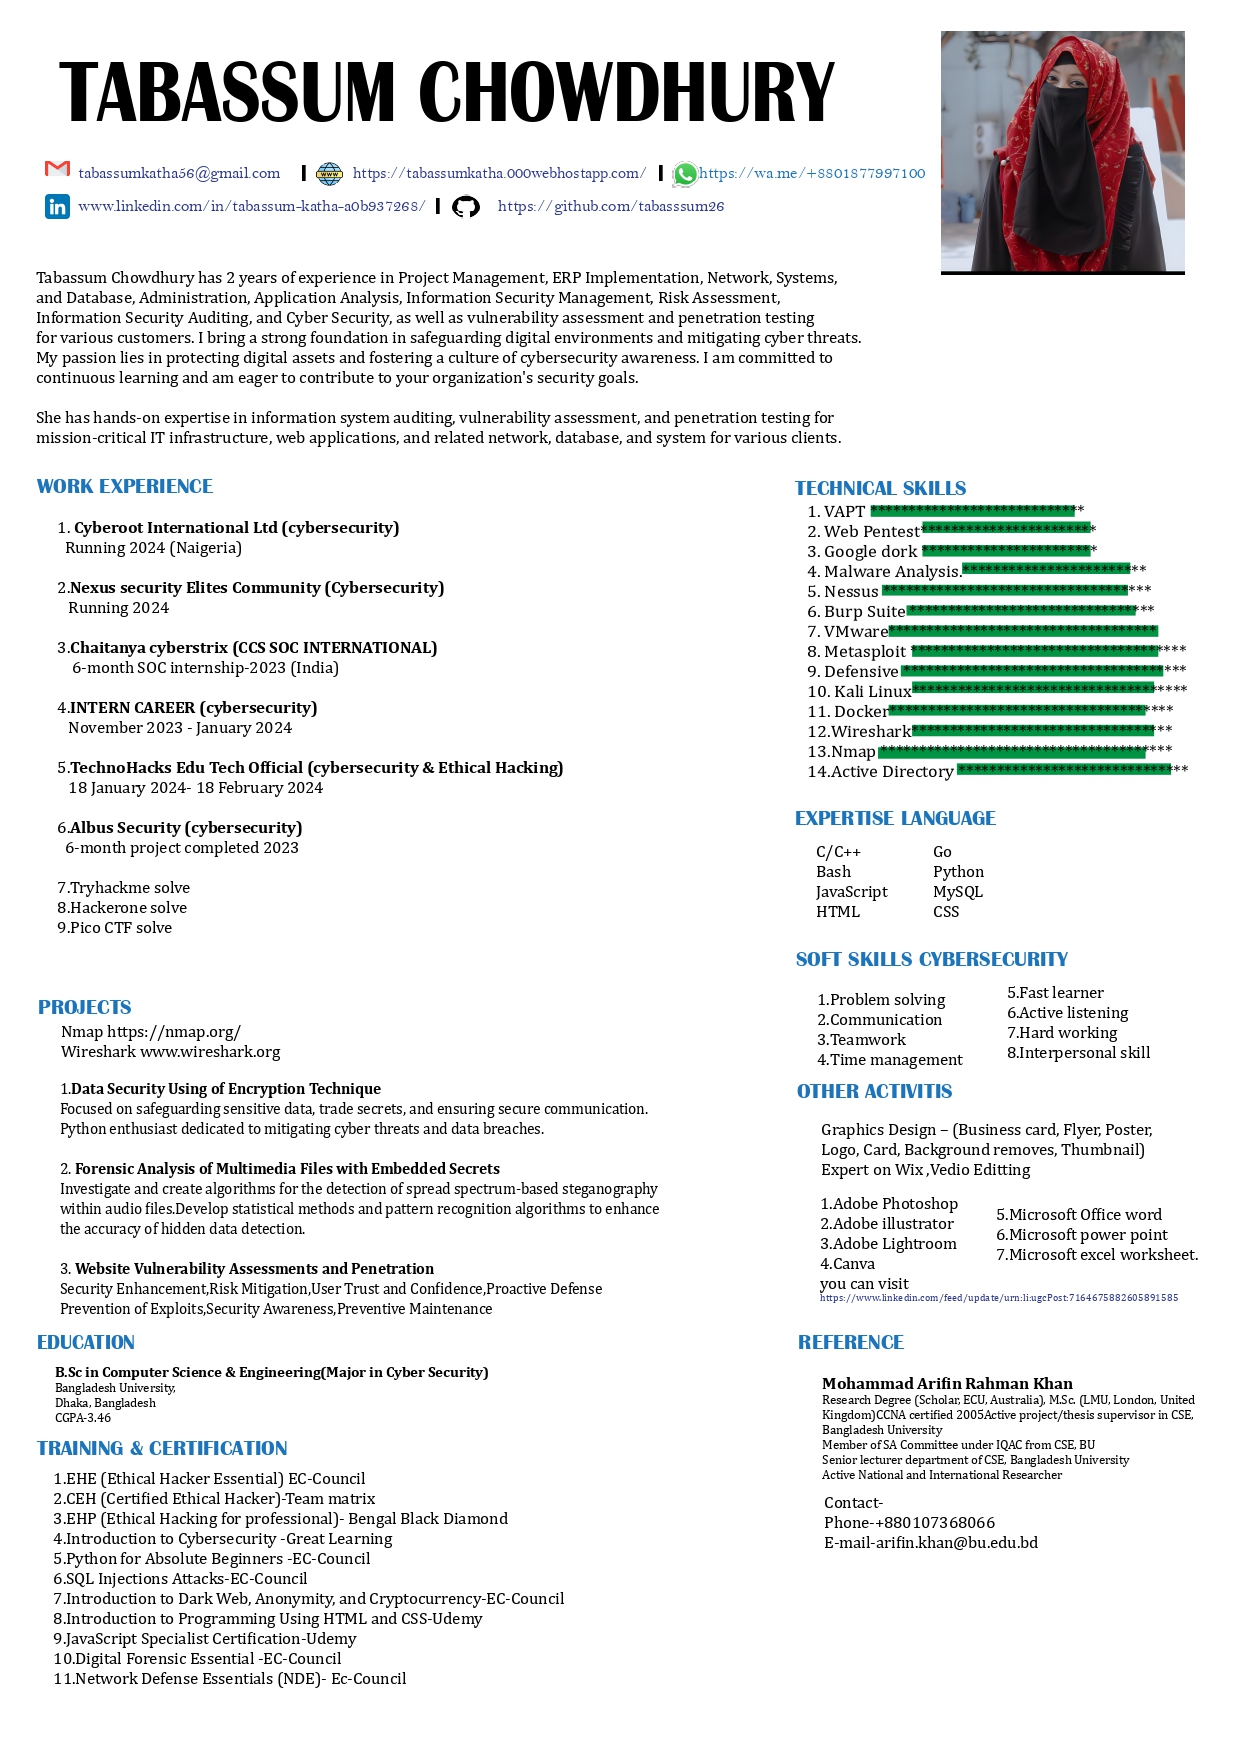 TABASSUM CHOWDHURY
tabassumkatha56@gmail.com
https://tabassumkatha.000webhostapp.com/
https://wa.me/+8801877997100
www.linkedin.com/in/tabassum-katha-a0b937268/
https://github.com/tabasssum26
Tabassum Chowdhury has 2 years of experience in Project Management, ERP Implementation, Network, Systems,
and Database, Administration, Application Analysis, Information Security Management, Risk Assessment,
Information Security Auditing, and Cyber Security, as well as vulnerability assessment and penetration testing
for various customers. I bring a strong foundation in safeguarding digital environments and mitigating cyber threats.
My passion lies in protecting digital assets and fostering a culture of cybersecurity awareness. I am committed to
continuous learning and am eager to contribute to your organization's security goals.
She has hands-on expertise in information system auditing, vulnerability assessment, and penetration testing for
mission-critical IT infrastructure, web applications, and related network, database, and system for various clients.
WORK EXPERIENCE
1. Cyberoot International Ltd (cybersecurity)
Running 2024 (Naigeria)
2.Nexus security Elites Community (Cybersecurity)
Running 2024
3.Chaitanya cyberstrix (CCS SOC INTERNATIONAL)
6-month SOC internship-2023 (India)
4.INTERN CAREER (cybersecurity)
November 2023 - January 2024
5.TechnoHacks Edu Tech Official (cybersecurity & Ethical Hacking)
18 January 2024- 18 February 2024
6.Albus Security (cybersecurity)
6-month project completed 2023
7.Tryhackme solve
8.Hackerone solve
9.Pico CTF solve
PROJECTS
Nmap https://nmap.org/
Wireshark www.wireshark.org
1.Data Security Using of Encryption Technique
Focused on safeguarding sensitive data, trade secrets, and ensuring secure communication.
Python enthusiast dedicated to mitigating cyber threats and data breaches.
2. Forensic Analysis of Multimedia Files with Embedded Secrets
Investigate and create algorithms for the detection of spread spectrum-based steganography
within audio files.Develop statistical methods and pattern recognition algorithms to enhance
the accuracy of hidden data detection.
3. Website Vulnerability Assessments and Penetration
Security Enhancement,Risk Mitigation,User Trust and Confidence,Proactive Defense
Prevention of Exploits,Security Awareness,Preventive Maintenance
EDUCATION
B.Sc in Computer Science & Engineering(Major in Cyber Security)
Bangladesh University,
Dhaka, Bangladesh
CGPA-3.46
TRAINING & CERTIFICATION
1.EHE (Ethical Hacker Essential) EC-Council
2.CEH (Certified Ethical Hacker)-Team matrix
3.EHP (Ethical Hacking for professional)- Bengal Black Diamond
4.Introduction to Cybersecurity -Great Learning
5.Python for Absolute Beginners -EC-Council
6.SQL Injections Attacks-EC-Council
7.Introduction to Dark Web, Anonymity, and Cryptocurrency-EC-Council
8.Introduction to Programming Using HTML and CSS-Udemy
9.JavaScript Specialist Certification-Udemy
10.Digital Forensic Essential -EC-Council
11.Network Defense Essentials (NDE)- Ec-Council
TECHNICAL SKILLS
1. VAPT
2. Web Pentest
3. Google dork
4. Malware Analysis.
5. Nessus
6. Burp Suite
7. VMware
8. Metasploit
9. Defensive
10. Kali Linux
11. Docker
12.Wireshark
13.Nmap
14.Active Directory
EXPERTISE LANGUAGE
C/C++ Go
Bash Python
JavaScript MySQL
HTML CSS
SOFT SKILLS CYBERSECURITY
1.Problem solving
2.Communication
3.Teamwork
4.Time management
5.Fast learner
6.Active listening
7.Hard working
8.Interpersonal skill
OTHER ACTIVITIS
Graphics Design – (Business card, Flyer, Poster,
Logo, Card, Background removes, Thumbnail)
Expert on Wix ,Vedio Editting
1.Adobe Photoshop
2.Adobe illustrator
3.Adobe Lightroom
4.Canva
5.Microsoft Office word
6.Microsoft power point
7.Microsoft excel worksheet.
you can visit
https://www.linkedin.com/feed/update/urn:li:ugcPost:7164675882605891585
REFERENCE
Mohammad Arifin Rahman Khan
Research Degree (Scholar, ECU, Australia), M.Sc. (LMU, London, United
Kingdom)CCNA certified 2005Active project/thesis supervisor in CSE,
Bangladesh University
Member of SA Committee under IQAC from CSE, BU
Senior lecturer department of CSE, Bangladesh University
Active National and International Researcher
Contact-
Phone-+880107368066
E-mail-arifin.khan@bu.edu.bd